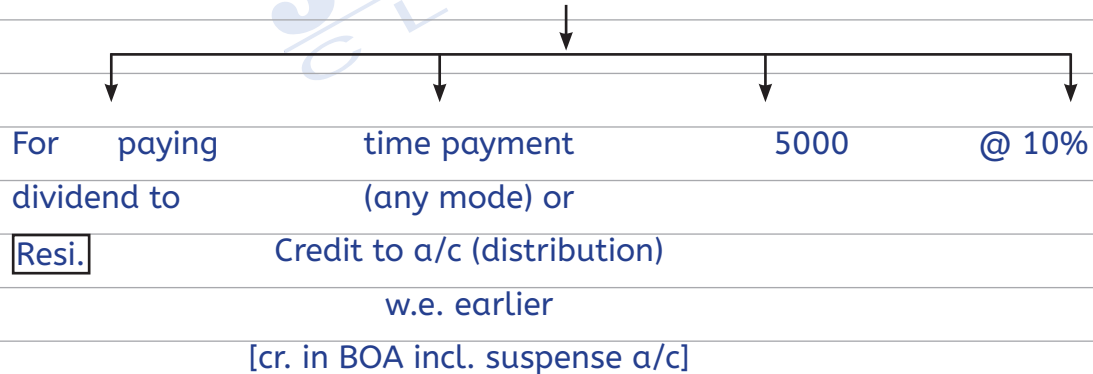 For paying time payment 5000 @ 10%
dividend to (any mode) or
Resi. Credit to a/c (distribution)
w.e. earlier
[cr. in BOA incl. suspense a/c]